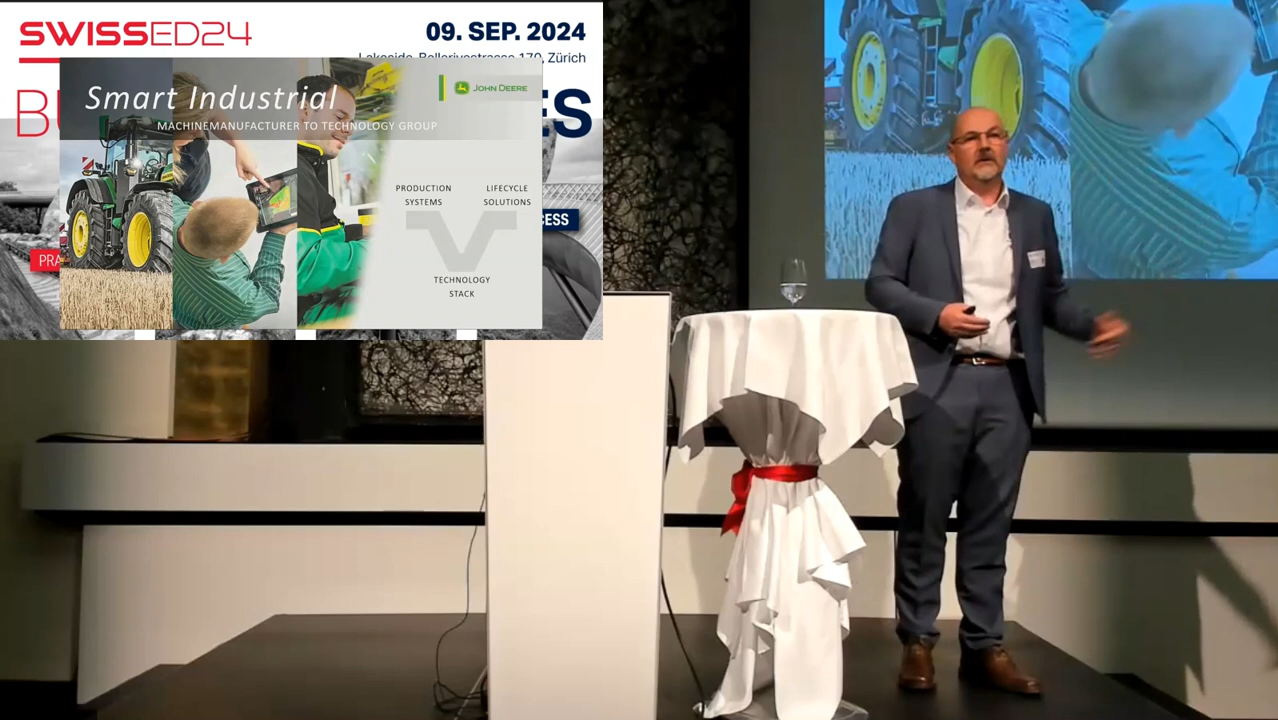 SWISSED24
09. SEP. 2024
Lakeside, Bellerivestrasse 170, Zürich
Smart Industrial
JOHN DEERE
MACHINEMANUFACTURER TO TECHNOLOGY GROUP
PRODUCTION
SYSTEMS
LIFECYCLE
SOLUTIONS
TECHNOLOGY
STACK